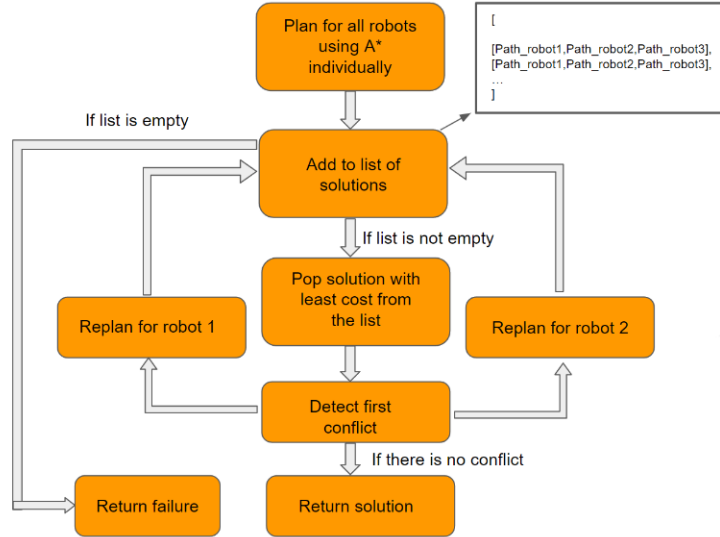 Plan for all robots
using A*
individually
[
[Path_robot1,Path_robot2,Path_robot3],
[Path_robot1,Path_robot2,Path_robot3],
...
]
If list is empty
Add to list of
solutions
If list is not empty
Pop solution with
least cost from
the list
Replan for robot 1
Replan for robot 2
Detect first
conflict
If there is no conflict
Return failure
Return solution